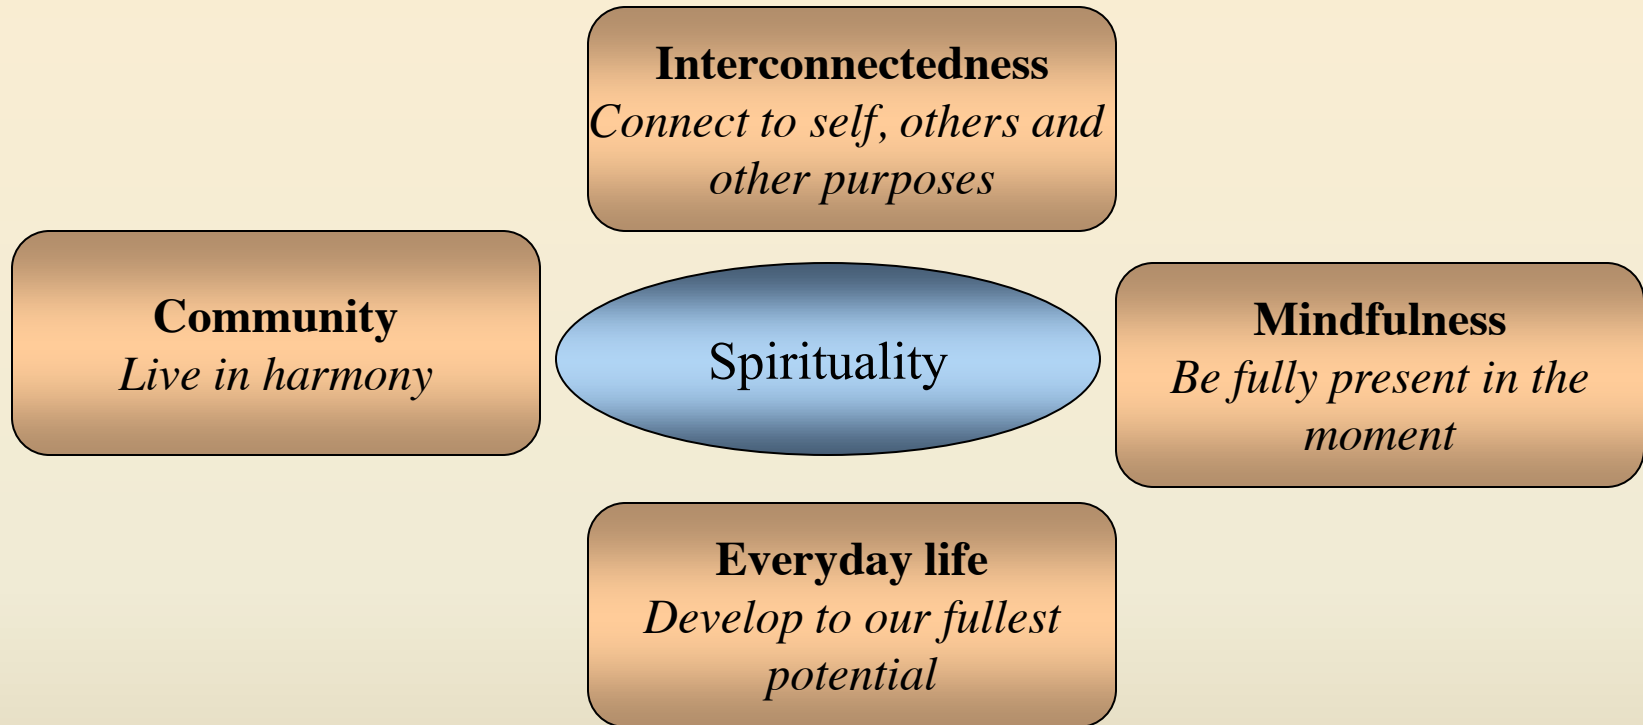 Interconnectedness
Connect to self, others and
other purposes
Community
Live in harmony
Spirituality
Mindfulness
Be fully present in the
moment
Everyday life
Develop to our fullest
potential